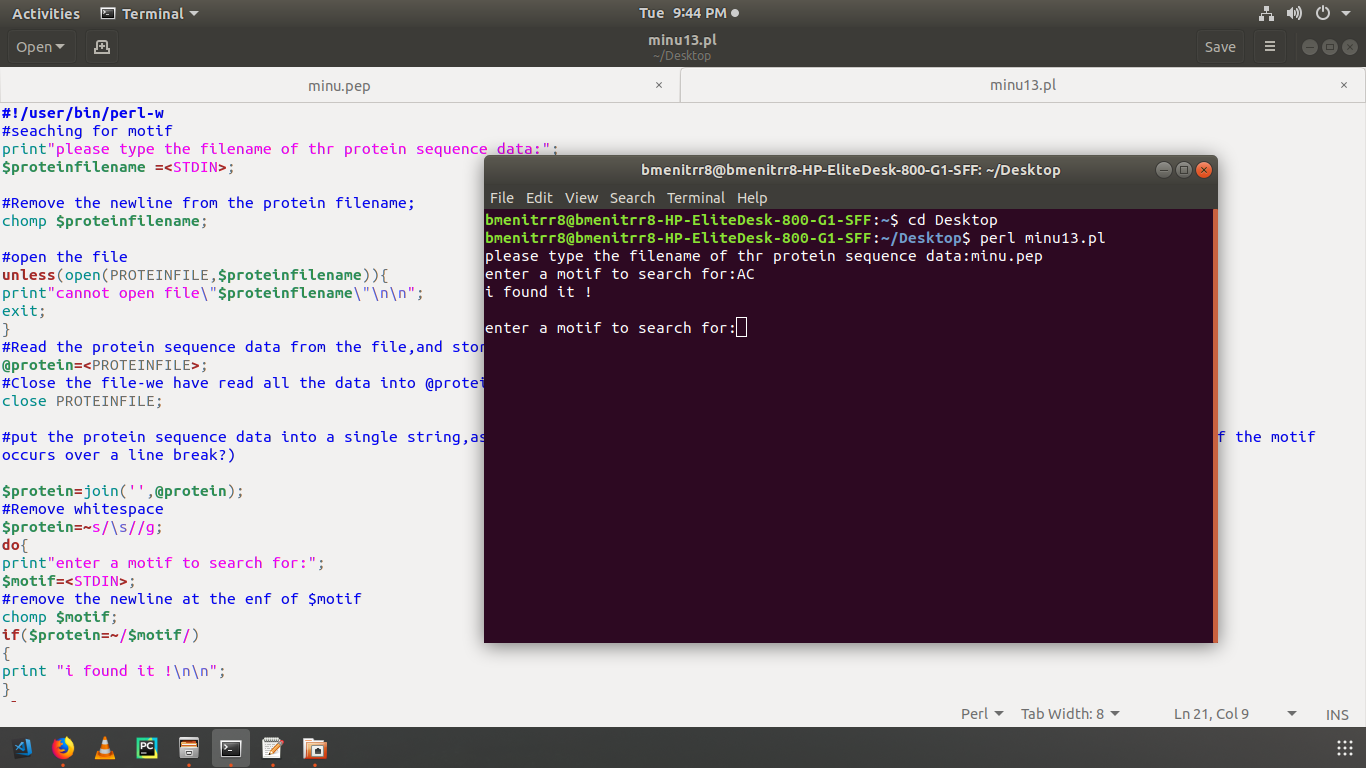 Activities Terminal Tue 9:44 PM
Open minu13.pl Save
~/Desktop
minu.pep × minu13.pl ×
#!/user/bin/perl-w
#seaching for motif
print"please type the filename of thr protein sequence data:";
$proteinfilename =<STDIN>;
#Remove the newline from the protein filename;
chomp $proteinfilename;
#open the file
unless(open(PROTEINFILE,$proteinfilename)){
print"cannot open file\"$proteinflename\"\n\n";
exit;
}
#Read the protein sequence data from the file,and stor
@protein=<PROTEINFILE>;
#Close the file-we have read all the data into @protei
close PROTEINFILE;
#put the protein sequence data into a single string,as f the motif
occurs over a line break?)
$protein=join('',@protein);
#Remove whitespace
$protein=~s/\s//g;
do{
print"enter a motif to search for:";
$motif=<STDIN>;
#remove the newline at the enf of $motif
chomp $motif;
if($protein=~/$motif/)
{
print "i found it !\n\n";
}
bmenitrr8@bmenitrr8-HP-EliteDesk-800-G1-SFF: ~/Desktop
File Edit View Search Terminal Help
bmenitrr8@bmenitrr8-HP-EliteDesk-800-G1-SFF:~$ cd Desktop
bmenitrr8@bmenitrr8-HP-EliteDesk-800-G1-SFF:~/Desktop$ perl minu13.pl
please type the filename of thr protein sequence data:minu.pep
enter a motif to search for:AC
i found it !
enter a motif to search for:
Perl Tab Width: 8 Ln 21, Col 9 INS
PC